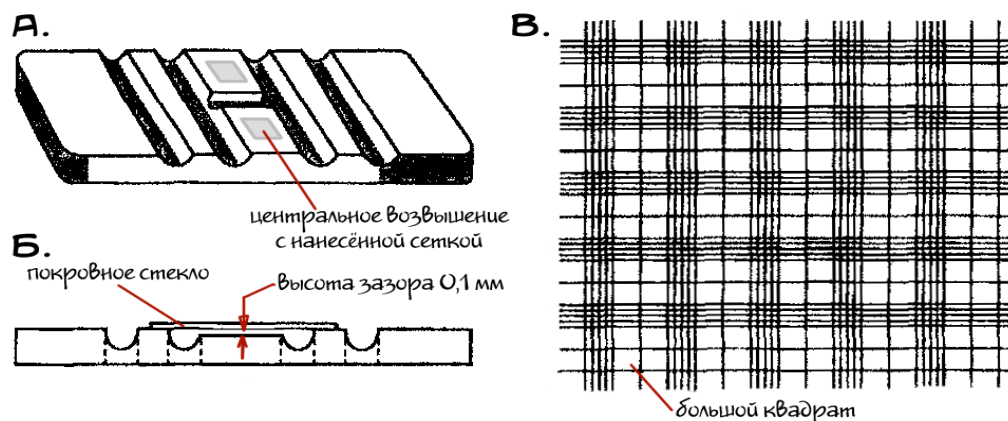 А.
центральное возвышение
с нанесённой сеткой
Б.
покровное стекло
высота зазора 0,1 мм
В.
большой квадрат